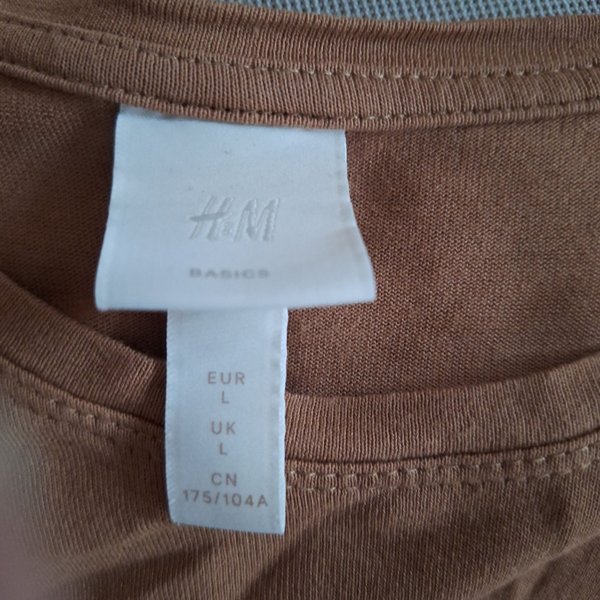 H&M
BASICS
EUR
L
UK
L
CN
175/104A